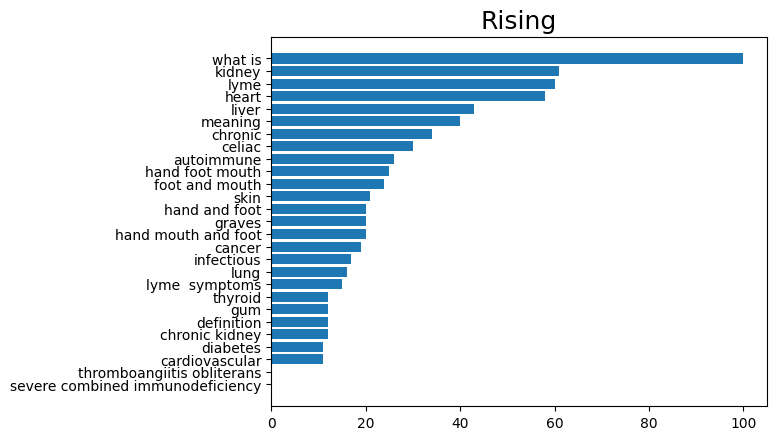 Rising
what is
kidney
lyme
heart
liver
meaning
chronic
celiac
autoimmune
hand foot mouth
foot and mouth
skin
hand and foot
graves
hand mouth and foot
cancer
infectious
lung
lyme  symptoms
thyroid
gum
definition
chronic kidney
diabetes
cardiovascular
thromboangiitis obliterans
severe combined immunodeficiency
0 20 40 60 80 100